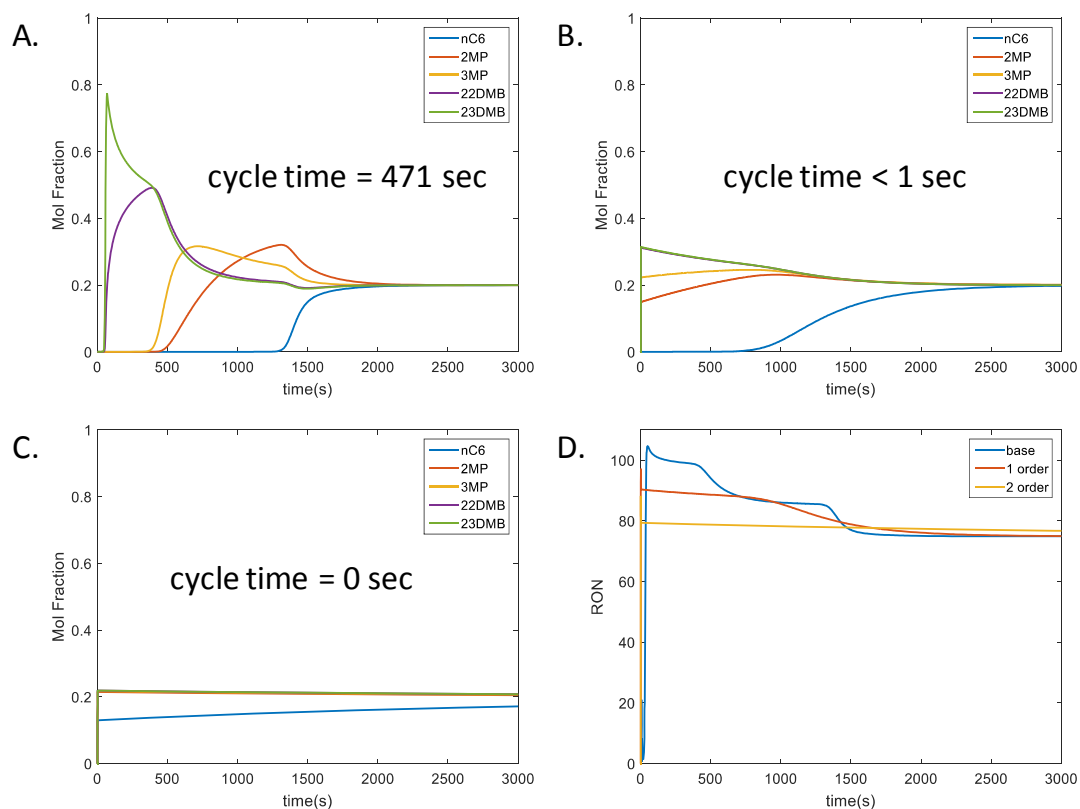 A.
1
0.8
0.6
0.4
0.2
0
Mol Fraction
nC6
2MP
3MP
22DMB
23DMB
cycle time = 471 sec
0 500 1000 1500 2000 2500 3000
time(s)
B.
1
0.8
0.6
0.4
0.2
0
Mol Fraction
nC6
2MP
3MP
22DMB
23DMB
cycle time < 1 sec
0 500 1000 1500 2000 2500 3000
time(s)
C.
1
0.8
0.6
0.4
0.2
0
Mol Fraction
nC6
2MP
3MP
22DMB
23DMB
cycle time = 0 sec
0 500 1000 1500 2000 2500 3000
time(s)
D.
100
80
60
40
20
0
RON
base
1 order
2 order
0 500 1000 1500 2000 2500 3000
time(s)